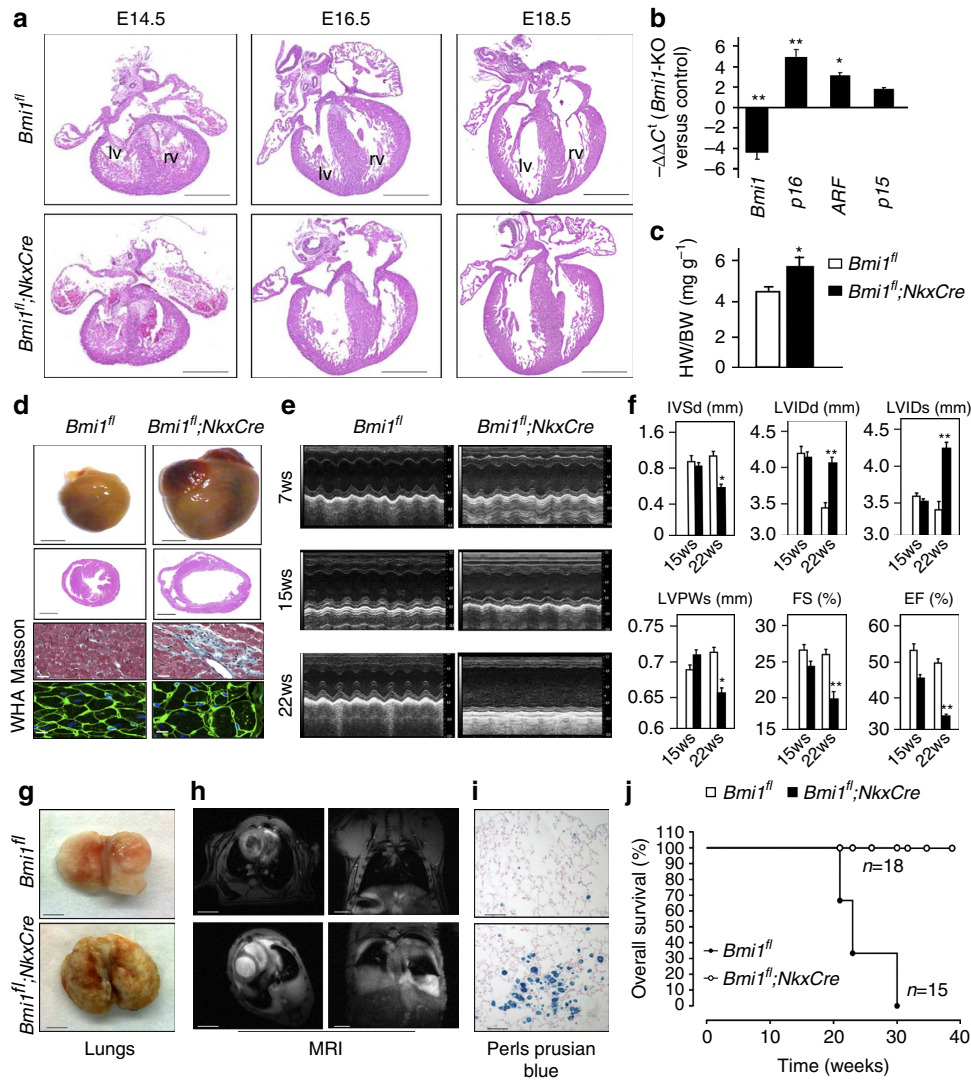 a
E14.5
E16.5
E18.5
Bmi1fl
lv
rv
lv
rv
lv
rv
Bmi1fl;NkxCre
b
–ΔΔCt (Bmi1-KO
versus control)
6
4
2
0
–2
–4
–6
**
**
*
Bmi1
p16
ARF
p15
c
HW/BW (mg g–1)
6
4
2
0
*
Bmi1fl
Bmi1fl;NkxCre
d
Bmi1fl
Bmi1fl;NkxCre
WHA Masson
e
Bmi1fl
Bmi1fl;NkxCre
7ws
15ws
22ws
f
IVSd (mm)
1.6
1.2
0.8
0.4
0
*
15ws
22ws
LVIDd (mm)
4.5
4.0
3.5
3.0
**
15ws
22ws
LVIDs (mm)
4.5
4.0
3.5
3.0
**
15ws
22ws
LVPWs (mm)
0.75
0.7
0.65
0.6
*
15ws
22ws
FS (%)
30
25
20
15
**
15ws
22ws
EF (%)
60
50
40
30
**
15ws
22ws
Bmi1fl
Bmi1fl;NkxCre
g
Bmi1fl
Bmi1fl;NkxCre
Lungs
h
MRI
i
Perls prusian
blue
j
Overall survival (%)
110
100
90
80
70
60
50
40
30
20
10
0
n=18
Bmi1fl
Bmi1fl;NkxCre
n=15
0
10
20
30
40
Time (weeks)